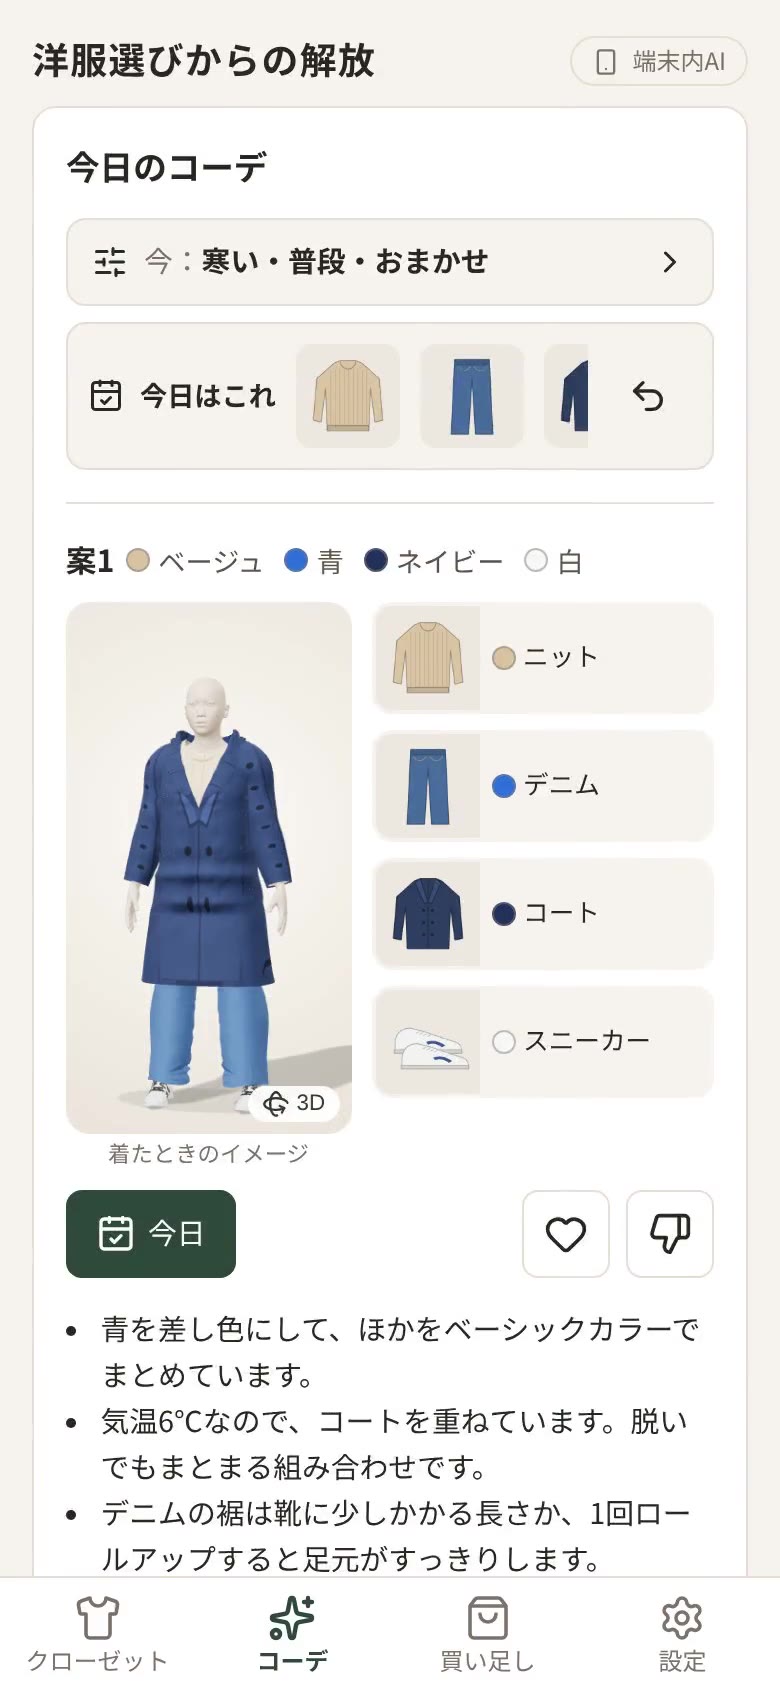 洋服選びからの解放
端末内AI
今日のコーデ
今：寒い・普段・おまかせ
今日はこれ
案1 ベージュ 青 ネイビー 白
ニット
デニム
コート
スニーカー
3D
着たときのイメージ
今日
• 青を差し色にして、ほかをベーシックカラーで
まとめています。
• 気温6℃なので、コートを重ねています。脱い
でもまとまる組み合わせです。
• デニムの裾は靴に少しかかる長さか、1回ロー
ルアップすると足元がすっきりします。
クローゼット
コーデ
買い足し
設定